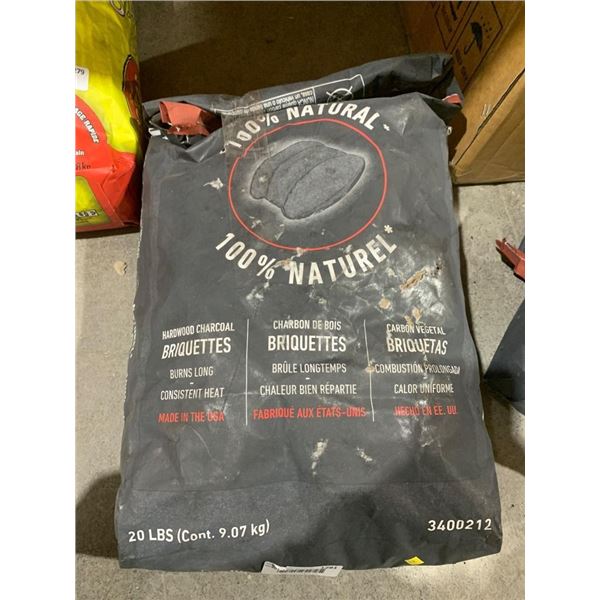 100% NATURAL*
100% NATUREL*
HARDWOOD CHARCOAL
BRIQUETTES
BURNS LONG
CONSISTENT HEAT
MADE IN THE USA
CHARBON DE BOIS
BRIQUETTES
BRÛLE LONGTEMPS
CHALEUR BIEN RÉPARTIE
FABRIQUÉ AUX ÉTATS-UNIS
CARBÓN VEGETAL
BRIQUETAS
COMBUSTIÓN PROLONGADA
CALOR UNIFORME
HECHO EN EE. UU.
20 LBS (Cont. 9.07 kg)
3400212